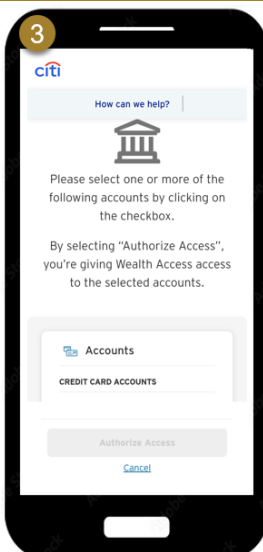 3
citi
How can we help?
Please select one or more of the
following accounts by clicking on
the checkbox.
By selecting “Authorize Access”,
you’re giving Wealth Access access
to the selected accounts.
Accounts
CREDIT CARD ACCOUNTS
Authorize Access
Cancel